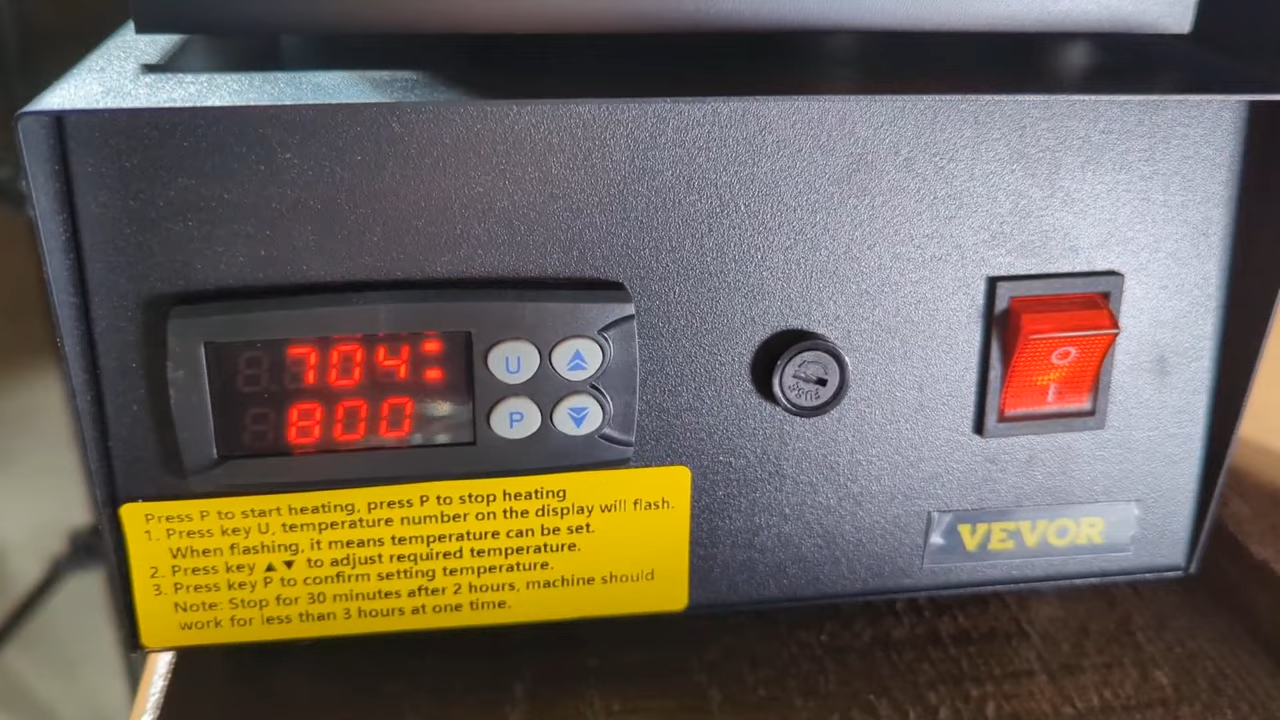 704
800
U
P
FUSE
O
I
Press P to start heating, press P to stop heating
1. Press key U, temperature number on the display will flash.
When flashing, it means temperature can be set.
2. Press key ▲▼ to adjust required temperature.
3. Press key P to confirm setting temperature.
Note: Stop for 30 minutes after 2 hours, machine should
work for less than 3 hours at one time.
VEVOR